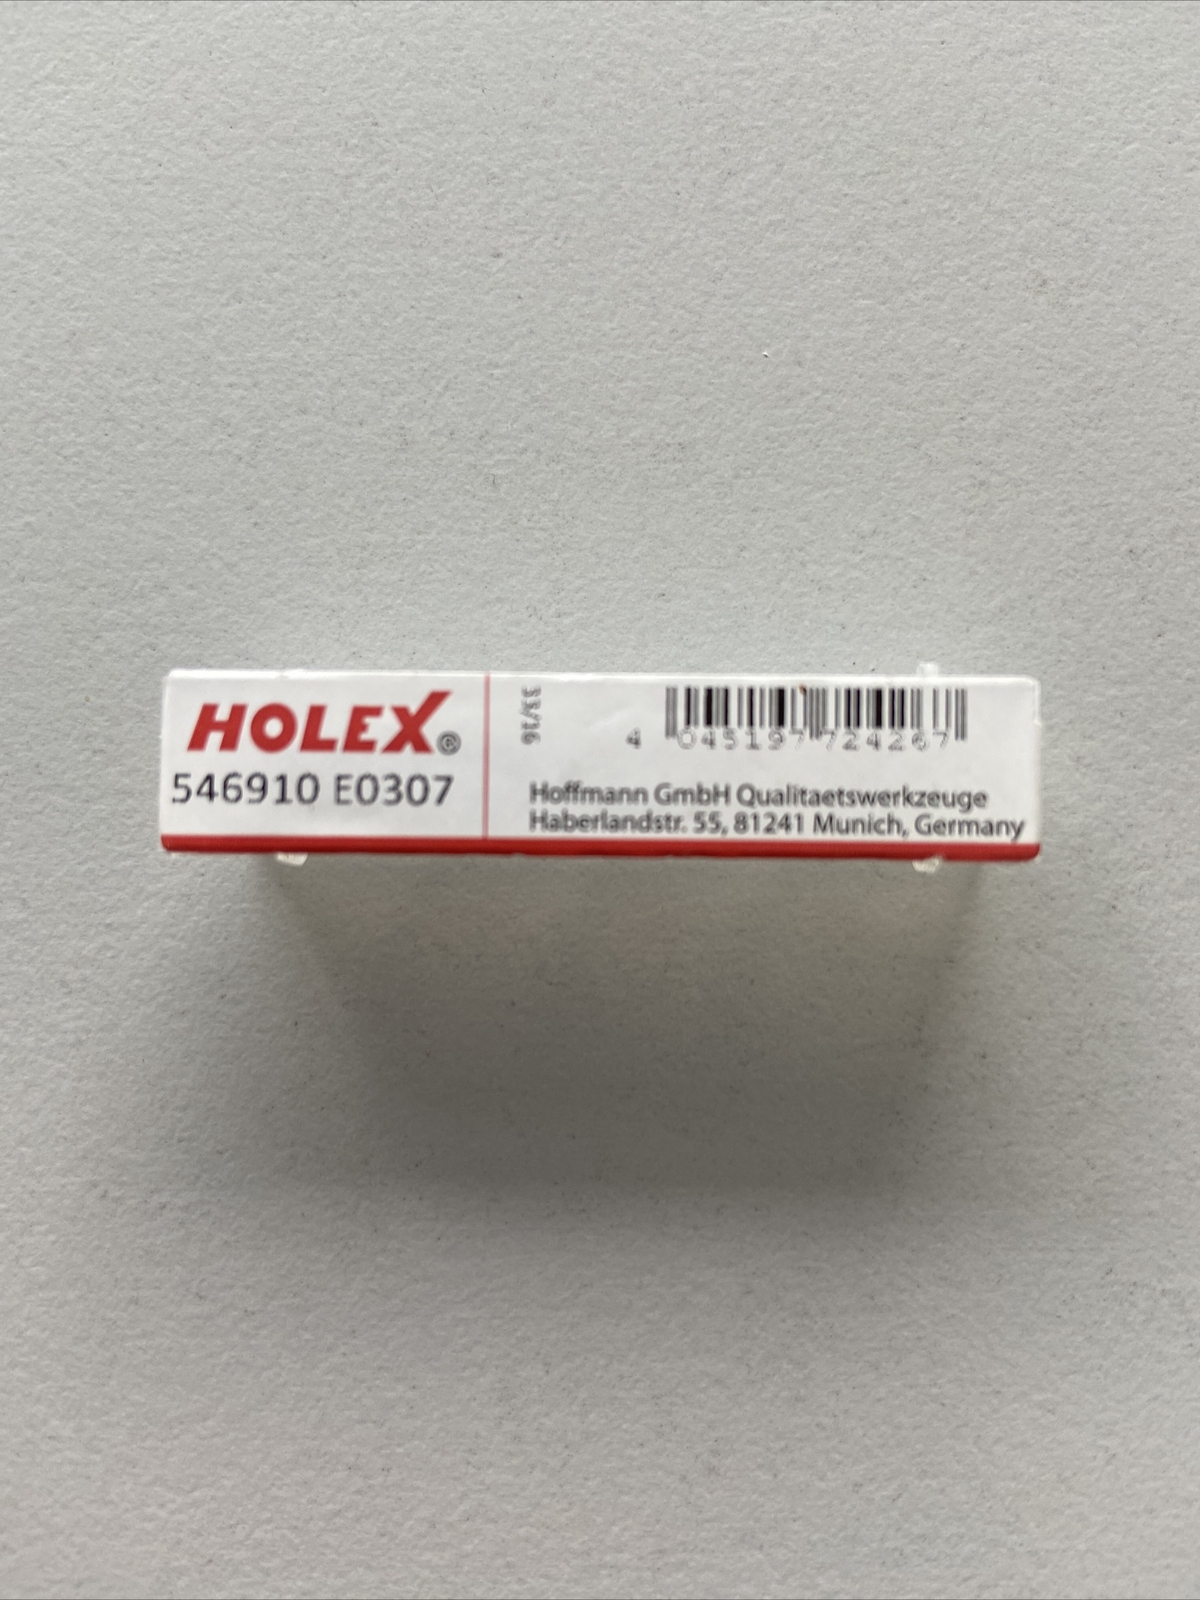 HOLEX®
546910 E0307
33/16
4 045197 724267
Hoffmann GmbH Qualitaetswerkzeuge
Haberlandstr. 55, 81241 Munich, Germany